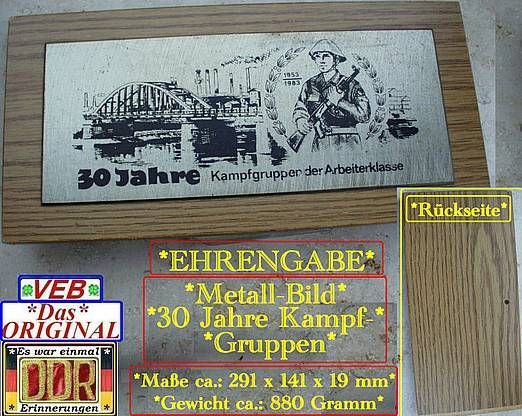 1953
1983
30 Jahre Kampfgruppen der Arbeiterklasse
*Rückseite*
*EHRENGABE*
*Metall-Bild*
*30 Jahre Kampf-*
*Gruppen*
*Maße ca.: 291 x 141 x 19 mm*
*Gewicht ca.: 880 Gramm*
VEB
*Das*
ORIGINAL
*Es war einmal
DDR
Erinnerungen*